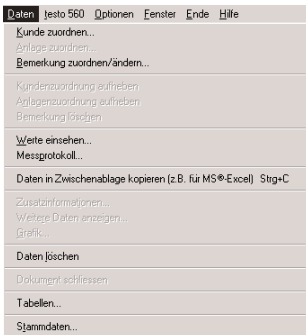 Daten testo 560 Optionen Fenster Ende Hilfe
Kunde zuordnen...
Anlage zuordnen...
Bemerkung zuordnen/ändern...
Kundenzuordnung aufheben
Anlagenzuordnung aufheben
Bemerkung löschen
Werte einsehen...
Messprotokoll...
Daten in Zwischenablage kopieren (z.B. für MS®-Excel) Strg+C
Zusatzinformationen...
Weitere Daten anzeigen...
Grafik...
Daten löschen
Dokument schliessen
Tabellen...
Stammdaten...